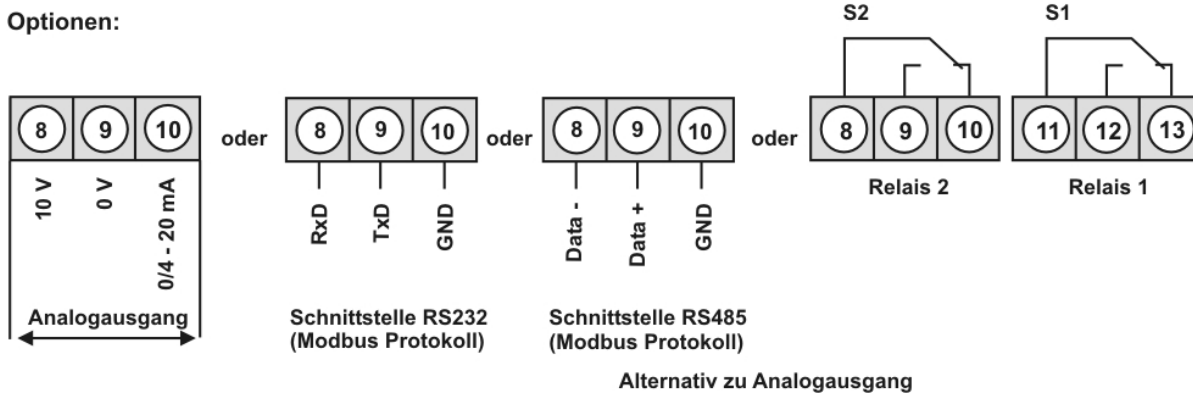 Optionen:
S2
S1
8 9 10
oder
8 9 10
oder
8 9 10
oder
8 9 10
11 12 13
10 V
0 V
0/4 - 20 mA
Analogausgang
RxD
TxD
GND
Schnittstelle RS232
(Modbus Protokoll)
Data -
Data +
GND
Schnittstelle RS485
(Modbus Protokoll)
Relais 2
Relais 1
Alternativ zu Analogausgang